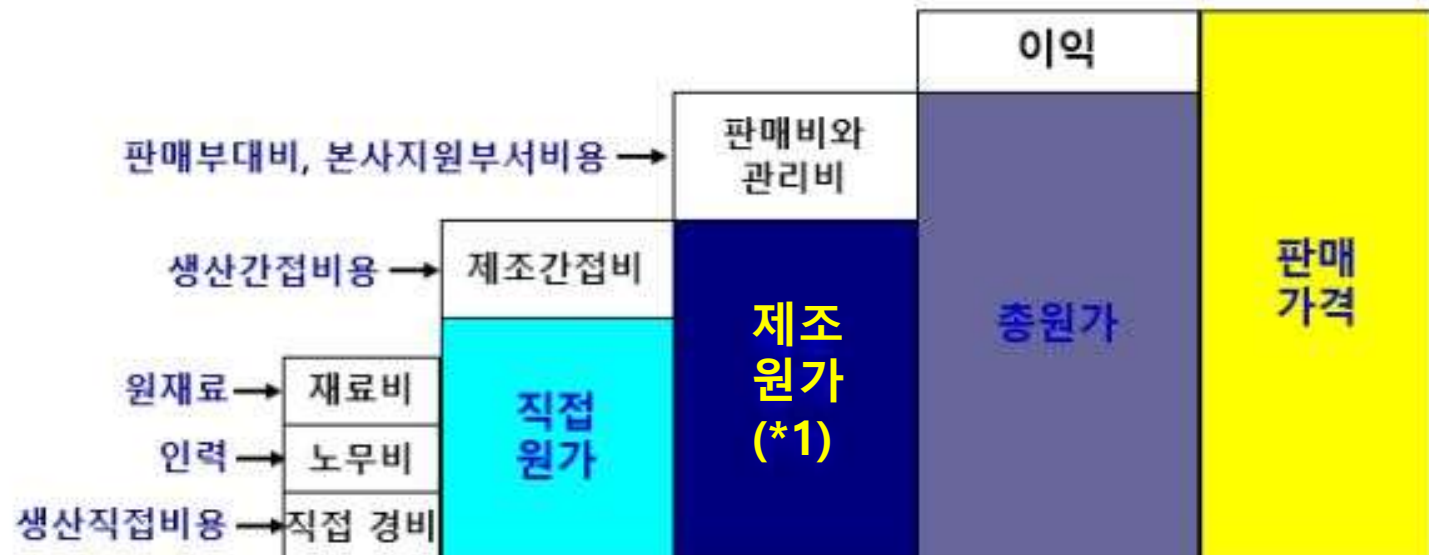 이익
판매비와
관리비
판매부대비, 본사지원부서비용
제조간접비
생산간접비용
판매
가격
총원가
제조
원가
(*1)
직접
원가
원재료
재료비
인력
노무비
생산직접비용
직접 경비